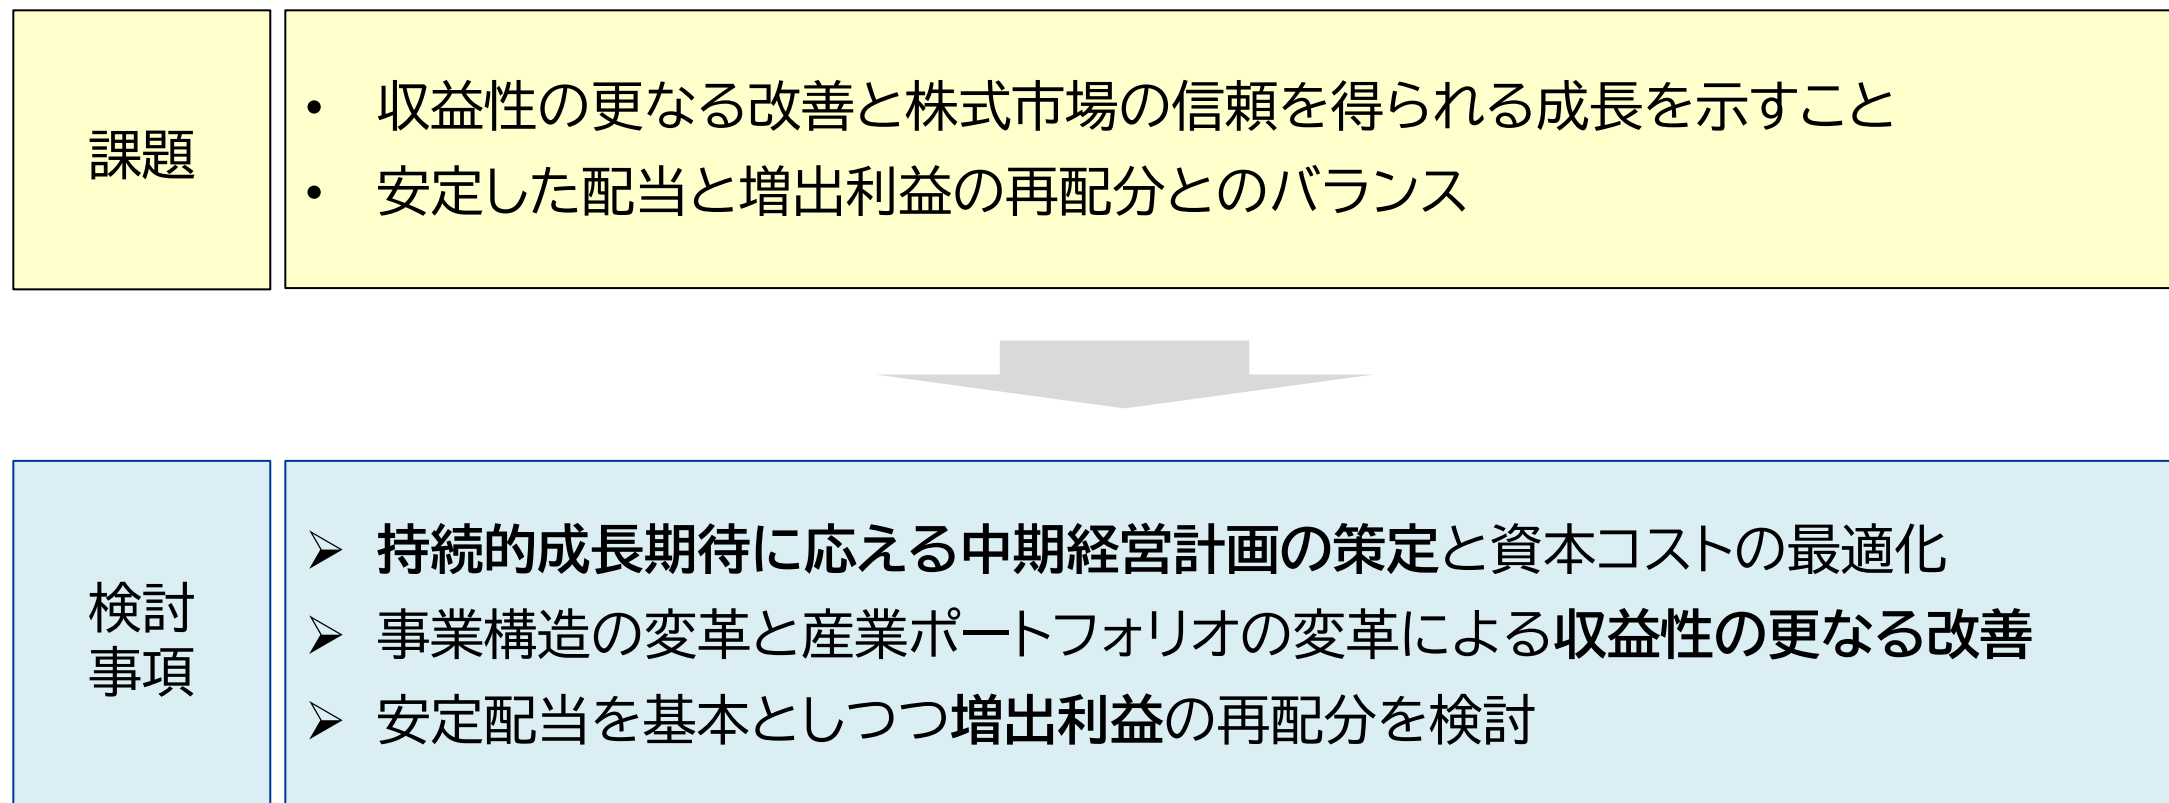 課題
• 収益性の更なる改善と株式市場の信頼を得られる成長を示すこと
• 安定した配当と増出利益の再配分とのバランス
検討
事項
➢ 持続的成長期待に応える中期経営計画の策定と資本コストの最適化
➢ 事業構造の変革と産業ポートフォリオの変革による収益性の更なる改善
➢ 安定配当を基本としつつ増出利益の再配分を検討